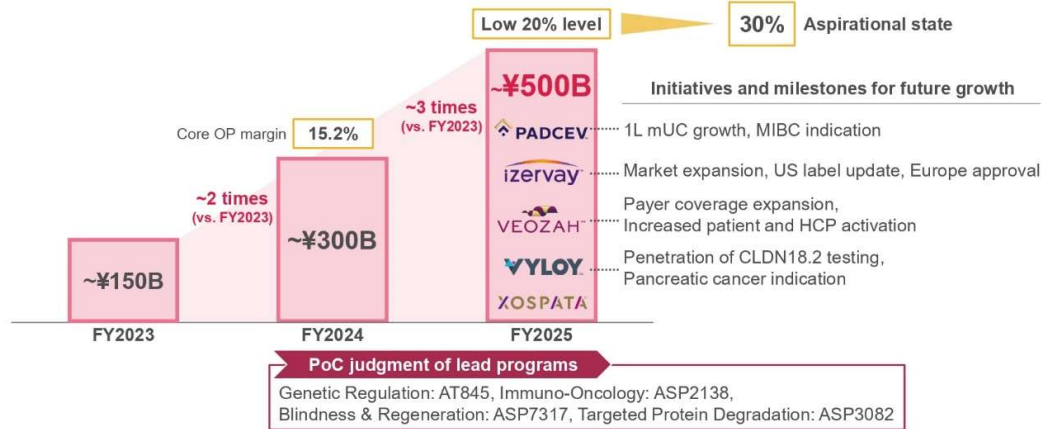 Low 20% level
30% Aspirational state
~¥500B
Initiatives and milestones for future growth
~3 times
(vs. FY2023)
Core OP margin 15.2%
PADCEV™ 1L mUC growth, MIBC indication
izervay™ Market expansion, US label update, Europe approval
~2 times
(vs. FY2023)
VEOZAH™ Payer coverage expansion,
Increased patient and HCP activation
~¥300B
~¥150B
VYLOY™ Penetration of CLDN18.2 testing,
Pancreatic cancer indication
XOSPATA
FY2023 FY2024 FY2025
PoC judgment of lead programs
Genetic Regulation: AT845, Immuno-Oncology: ASP2138,
Blindness & Regeneration: ASP7317, Targeted Protein Degradation: ASP3082